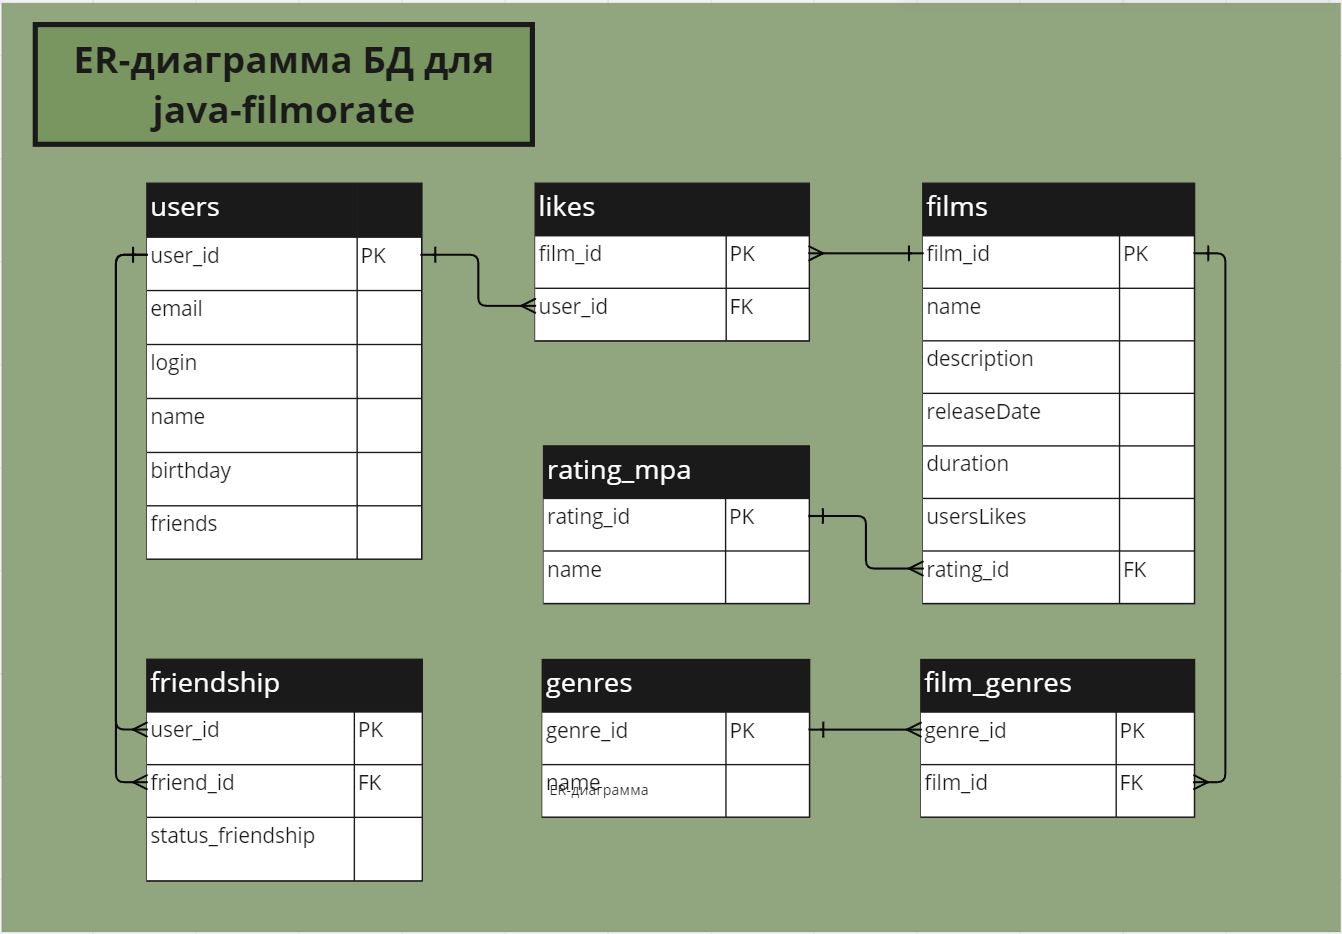 ER-диаграмма БД для
java-filmorate
users
user_id PK
email
login
name
birthday
friends
likes
film_id PK
user_id FK
films
film_id PK
name
description
releaseDate
duration
usersLikes
rating_id FK
rating_mpa
rating_id PK
name
friendship
user_id PK
friend_id FK
status_friendship
genres
genre_id PK
name
ER-диаграмма
film_genres
genre_id PK
film_id FK